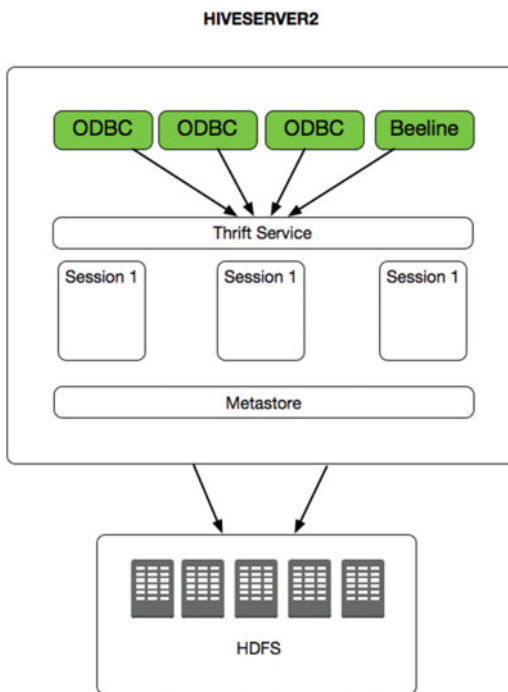 HIVESERVER2
ODBC ODBC ODBC Beeline
Thrift Service
Session 1 Session 1 Session 1
Metastore
HDFS